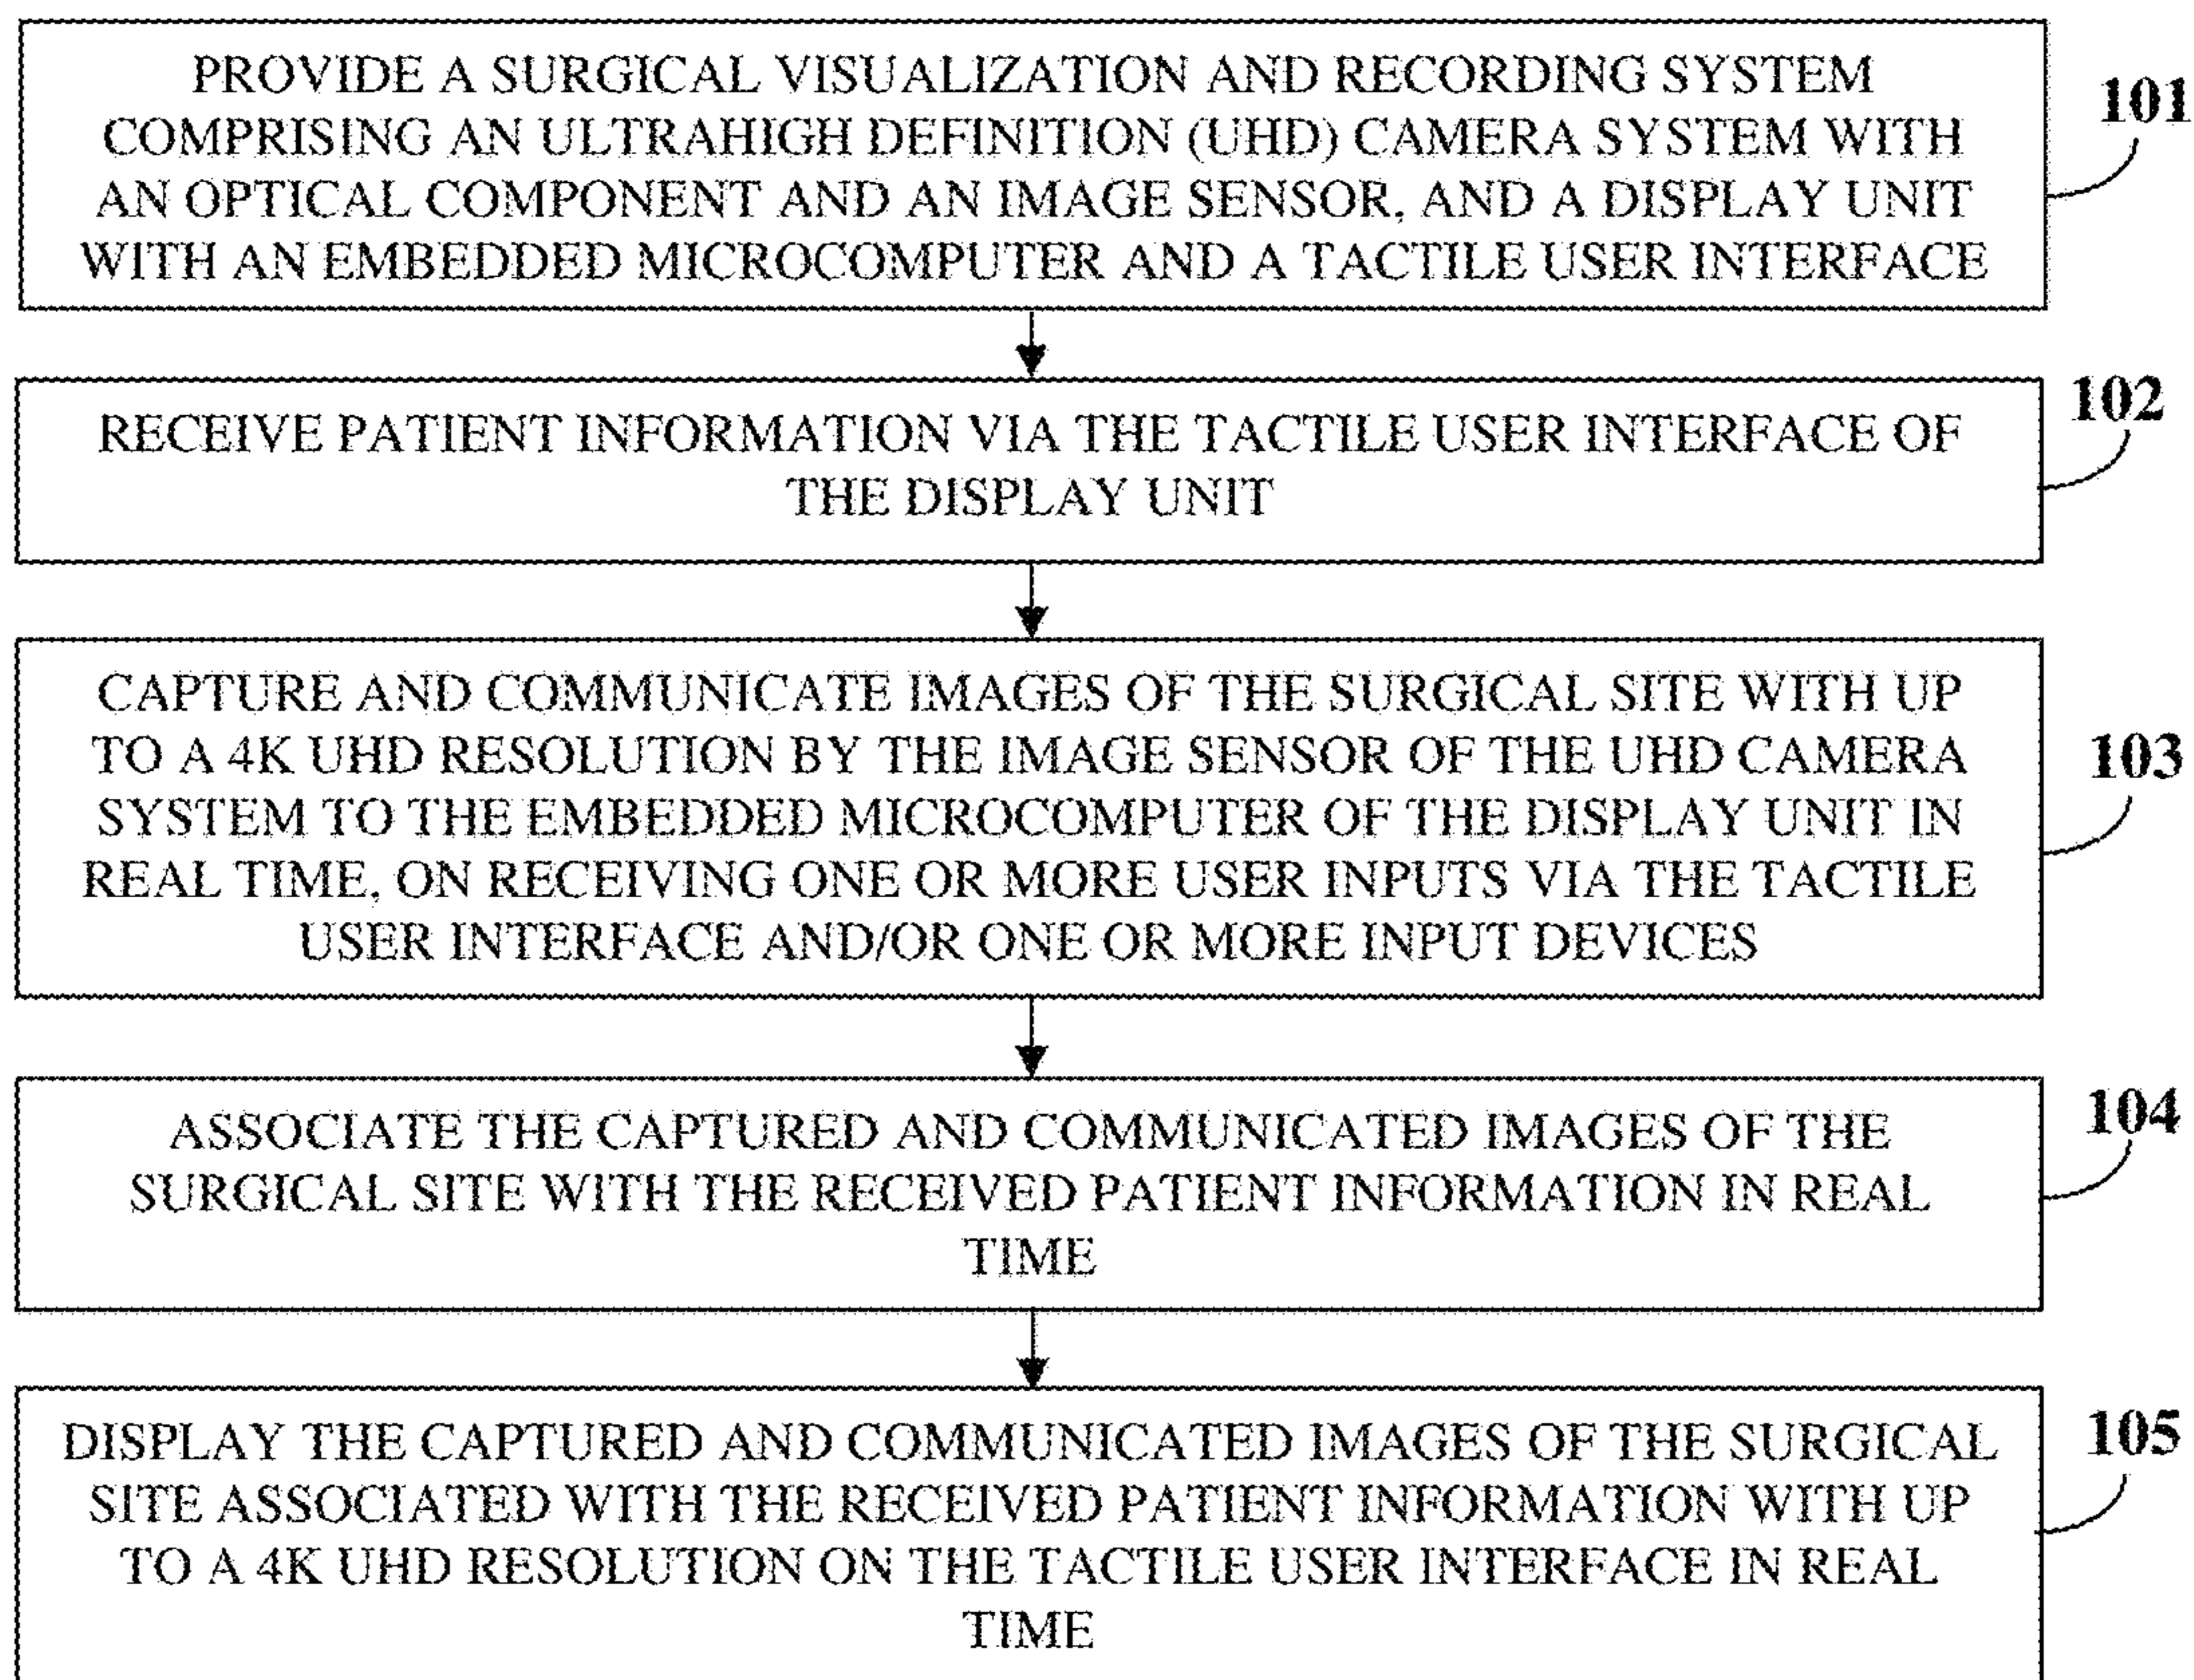 PROVIDE A SURGICAL VISUALIZATION AND RECORDING SYSTEM
COMPRISING AN ULTRAHIGH DEFINITION (UHD) CAMERA SYSTEM WITH
AN OPTICAL COMPONENT AND AN IMAGE SENSOR, AND A DISPLAY UNIT
WITH AN EMBEDDED MICROCOMPUTER AND A TACTILE USER INTERFACE
101
RECEIVE PATIENT INFORMATION VIA THE TACTILE USER INTERFACE OF
THE DISPLAY UNIT
102
CAPTURE AND COMMUNICATE IMAGES OF THE SURGICAL SITE WITH UP
TO A 4K UHD RESOLUTION BY THE IMAGE SENSOR OF THE UHD CAMERA
SYSTEM TO THE EMBEDDED MICROCOMPUTER OF THE DISPLAY UNIT IN
REAL TIME, ON RECEIVING ONE OR MORE USER INPUTS VIA THE TACTILE
USER INTERFACE AND/OR ONE OR MORE INPUT DEVICES
103
ASSOCIATE THE CAPTURED AND COMMUNICATED IMAGES OF THE
SURGICAL SITE WITH THE RECEIVED PATIENT INFORMATION IN REAL
TIME
104
DISPLAY THE CAPTURED AND COMMUNICATED IMAGES OF THE SURGICAL
SITE ASSOCIATED WITH THE RECEIVED PATIENT INFORMATION WITH UP
TO A 4K UHD RESOLUTION ON THE TACTILE USER INTERFACE IN REAL
TIME
105